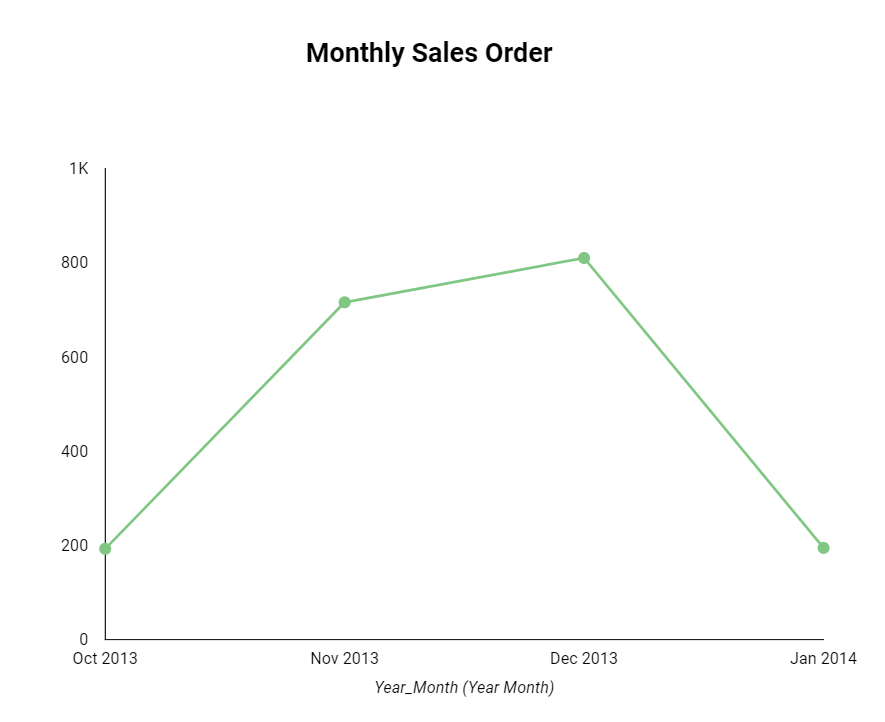 Monthly Sales Order
1K
800
600
400
200
0
Oct 2013 Nov 2013 Dec 2013 Jan 2014
Year_Month (Year Month)